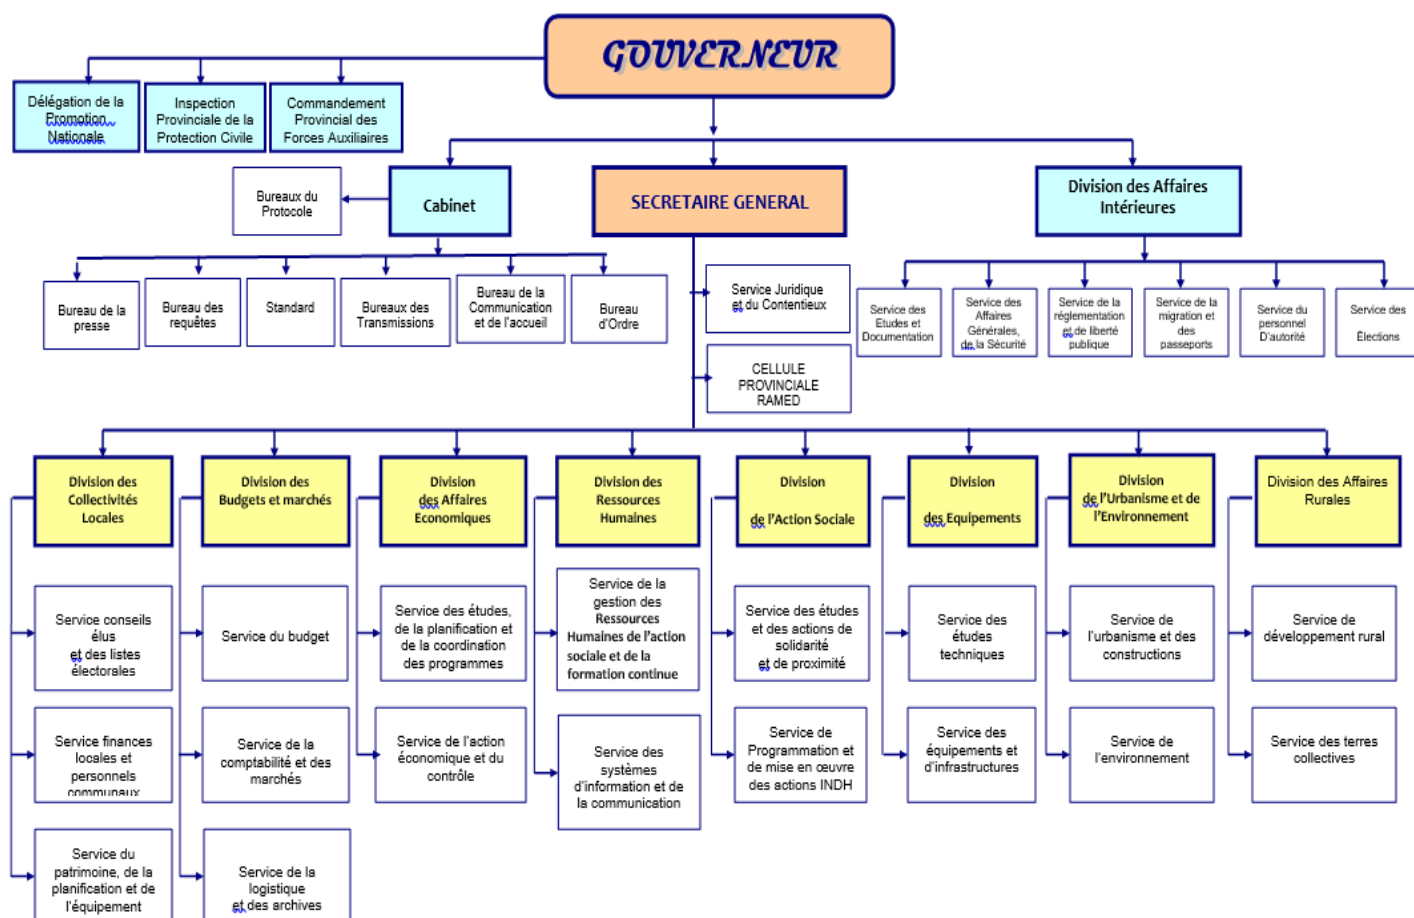 GOUVERNEUR
Délégation de la
Promotion
Nationale
Inspection
Provinciale de la
Protection Civile
Commandement
Provincial des
Forces Auxiliaires
Bureaux du
Protocole
Cabinet
SECRETAIRE GENERAL
Division des Affaires
Intérieures
Bureau de la
presse
Bureau des
requêtes
Standard
Bureaux des
Transmissions
Bureau de la
Communication
et de l'accueil
Bureau
d'Ordre
Service Juridique
et du Contentieux
CELLULE
PROVINCIALE
RAMED
Service des
Etudes et
Documentation
Service des
Affaires
Générales,
de la Sécurité
Service de la
réglementation
et de liberté
publique
Service de la
migration et
des
passeports
Service du
personnel
D'autorité
Service des
Élections
Division des
Collectivités
Locales
Division des
Budgets et marchés
Division
des Affaires
Economiques
Division des
Ressources
Humaines
Division
de l'Action Sociale
Division
des Equipements
Division
de l'Urbanisme et de
l'Environnement
Division des Affaires
Rurales
Service conseils
élus
et des listes
électorales
Service du budget
Service des études,
de la planification et
de la coordination
des programmes
Service de la
gestion des
Ressources
Humaines de l'action
sociale et de la
formation continue
Service des études
et des actions de
solidarité
et de proximité
Service des
études
techniques
Service de
l'urbanisme et des
constructions
Service de
développement rural
Service finances
locales et
personnels
communaux
Service de la
comptabilité et des
marchés
Service de l'action
économique et du
contrôle
Service des
systèmes
d'information et de
la communication
Service de
Programmation et
de mise en œuvre
des actions INDH
Service des
équipements et
d'infrastructures
Service de
l'environnement
Service des terres
collectives
Service du
patrimoine, de la
planification et de
l'équipement
Service de la
logistique
et des archives